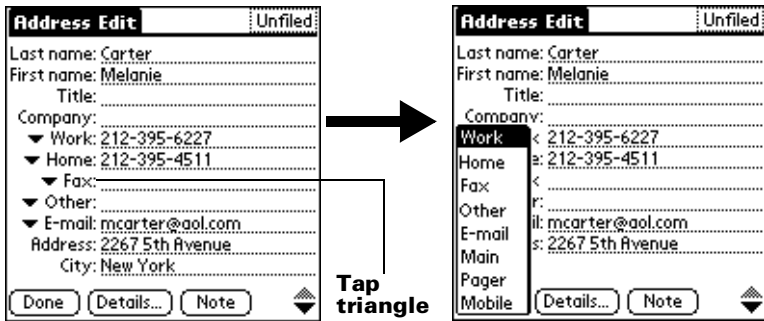 Address Edit Unfiled
Last name: Carter
First name: Melanie
Title:
Company:
Work: 212-395-6227
Home: 212-395-4511
Fax:
Other:
E-mail: mcarter@aol.com
Address: 2267 5th Avenue
City: New York
Done Details... Note
Tap
triangle
Address Edit Unfiled
Last name: Carter
First name: Melanie
Title:
Company:
Work k 212-395-6227
Home e: 212-395-4511
Fax
Other r:
E-mail il: mcarter@aol.com
Main s: 2267 5th Avenue
Pager
Mobile Details... Note